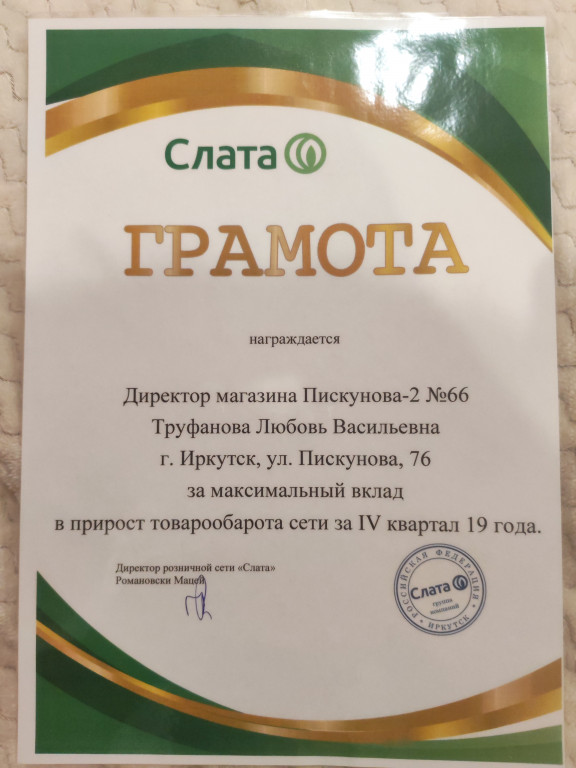 Слата
ГРАМОТА
награждается
Директор магазина Пискунова-2 №66
Труфанова Любовь Васильевна
г. Иркутск, ул. Пискунова, 76
за максимальный вклад
в прирост товарообарота сети за IV квартал 19 года.
Директор розничной сети «Слата»
Романовски Мацей
РОССИЙСКАЯ ФЕДЕРАЦИЯ
Слата
группа
компаний
ИРКУТСК